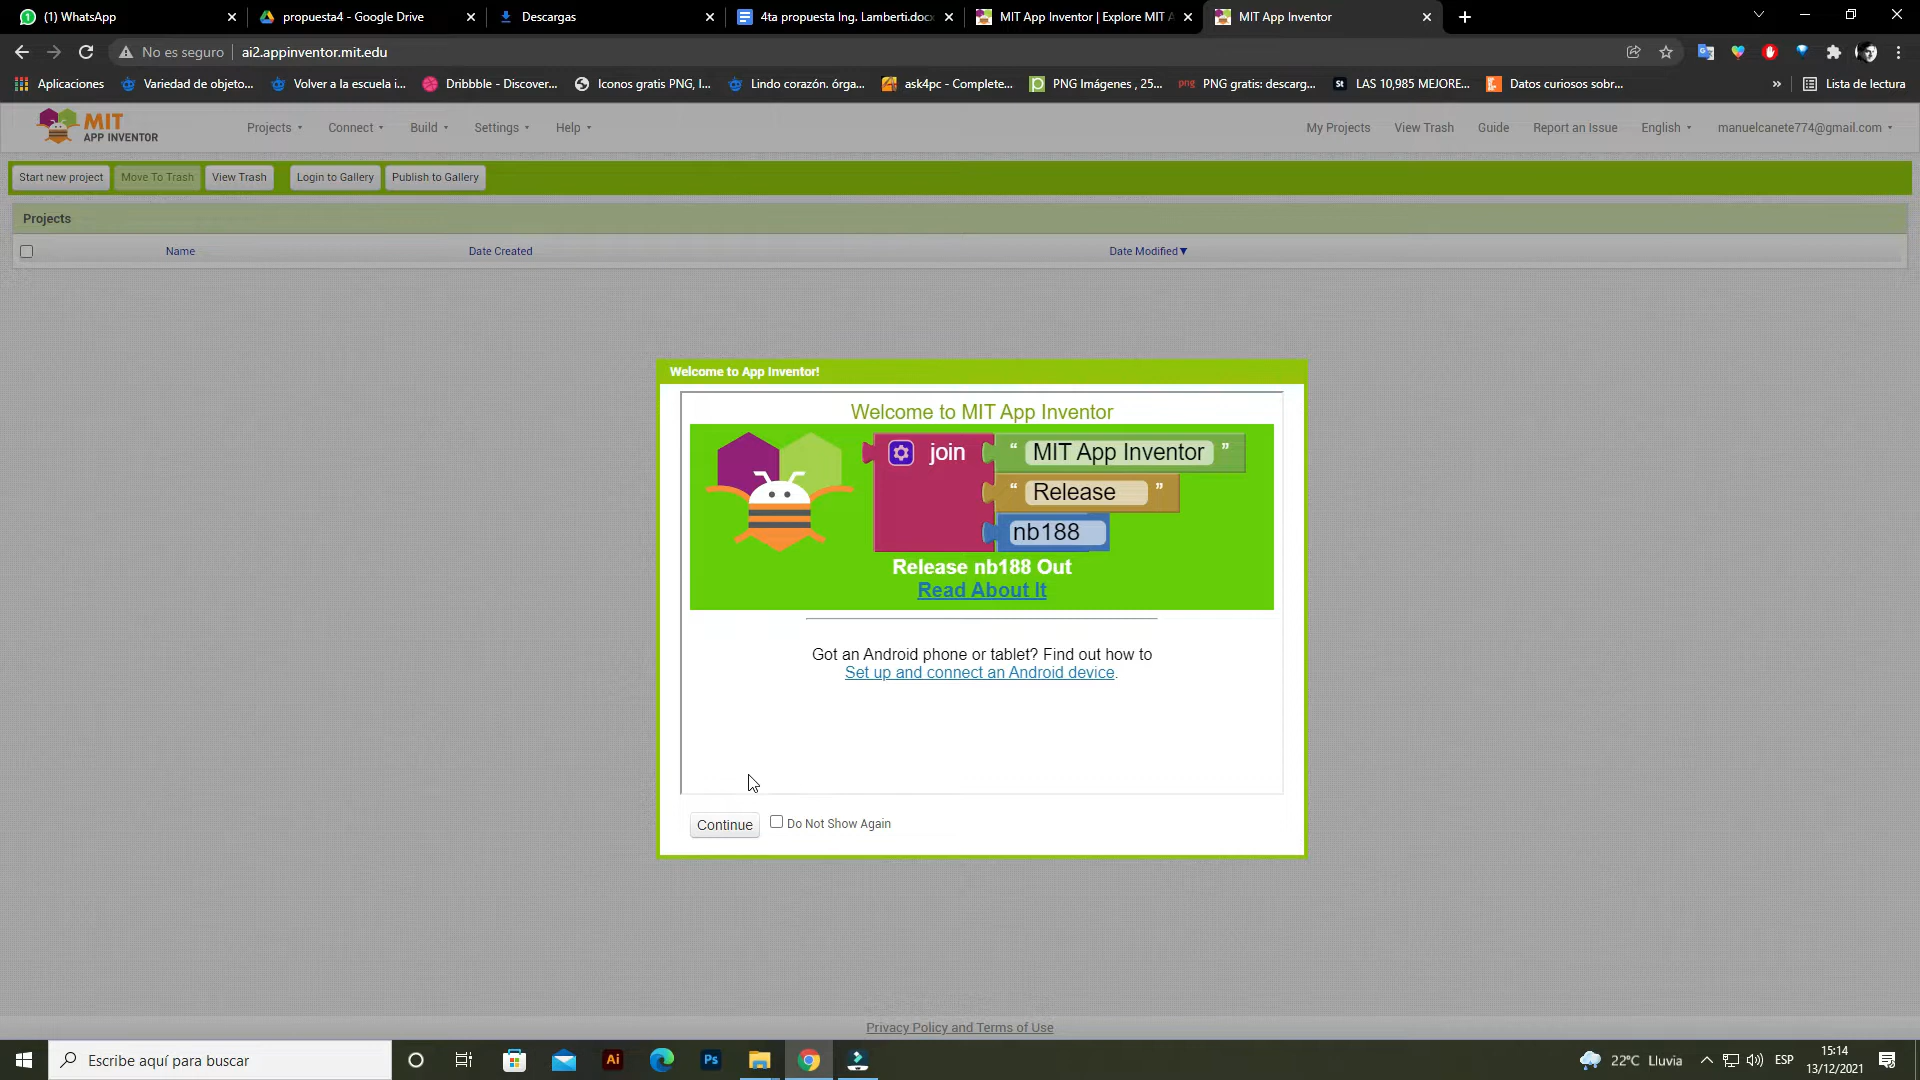 (1) WhatsApp
propuesta4 - Google Drive
Descargas
4ta propuesta Ing. Lamberti.docx
MIT App Inventor | Explore MIT A
MIT App Inventor
No es seguro
ai2.appinventor.mit.edu
Aplicaciones
Variedad de objeto...
Volver a la escuela i...
Dribbble - Discover...
Iconos gratis PNG, I...
Lindo corazón. órga...
ask4pc - Complete...
PNG Imágenes , 25...
png
PNG gratis: descarg...
St
LAS 10,985 MEJORE...
Datos curiosos sobr...
»
Lista de lectura
MIT
APP INVENTOR
Projects
Connect
Build
Settings
Help
My Projects
View Trash
Guide
Report an Issue
English
manuelcanete774@gmail.com
Start new project
Move To Trash
View Trash
Login to Gallery
Publish to Gallery
Projects
Name
Date Created
Date Modified▼
Welcome to App Inventor!
Welcome to MIT App Inventor
join
“ MIT App Inventor ”
“ Release ”
nb188
Release nb188 Out
Read About It
Got an Android phone or tablet? Find out how to
Set up and connect an Android device.
Continue
Do Not Show Again
Privacy Policy and Terms of Use
Escribe aquí para buscar
Ai
Ps
22°C Lluvia
ESP
15:14
13/12/2021